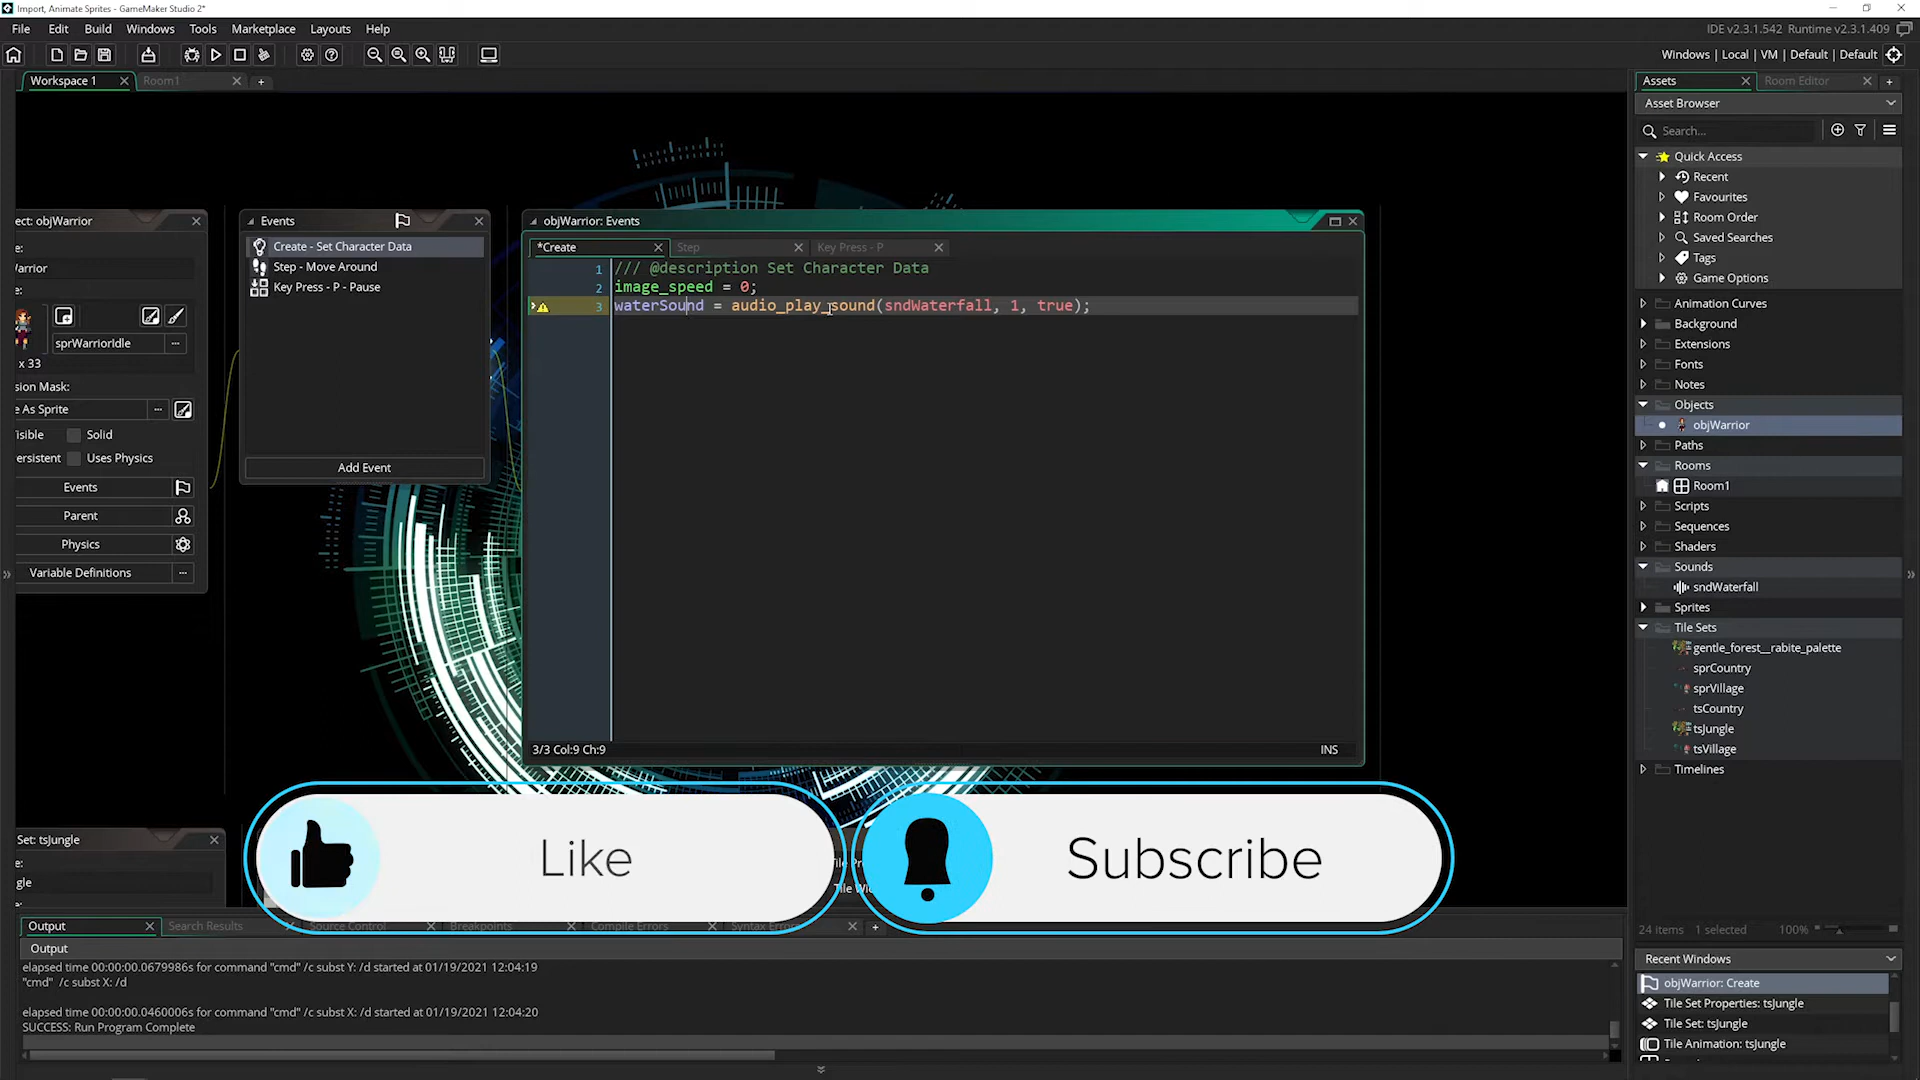 Import, Animate Sprites - GameMaker Studio 2*
File Edit Build Windows Tools Marketplace Layouts Help
IDE v2.3.1.542 Runtime v2.3.1.409
Windows | Local | VM | Default | Default
Workspace 1
Room1
+
ject: objWarrior
e:
Warrior
sprWarriorIdle
...
x 33
sion Mask:
e As Sprite
...
isible
Solid
ersistent
Uses Physics
Events
Parent
Physics
Variable Definitions
...
Events
Create - Set Character Data
Step - Move Around
Key Press - P - Pause
Add Event
objWarrior: Events
*Create
Step
Key Press - P
1 /// @description Set Character Data
2 image_speed = 0;
3 waterSound = audio_play_sound(sndWaterfall, 1, true);
3/3 Col:9 Ch:9
INS
Set: tsJungle
e:
gle
Like
Subscribe
Output
Search Results
Source Control
Breakpoints
Compile Errors
+
Output
elapsed time 00:00:00.0679986s for command "cmd" /c subst Y: /d started at 01/19/2021 12:04:19
"cmd" /c subst X: /d
elapsed time 00:00:00.0460006s for command "cmd" /c subst X: /d started at 01/19/2021 12:04:20
SUCCESS: Run Program Complete
Assets
Room Editor
+
Asset Browser
Search...
Quick Access
Recent
Favourites
Room Order
Saved Searches
Tags
Game Options
Animation Curves
Background
Extensions
Fonts
Notes
Objects
objWarrior
Paths
Rooms
Room1
Scripts
Sequences
Shaders
Sounds
sndWaterfall
Sprites
Tile Sets
gentle_forest__rabite_palette
sprCountry
sprVillage
tsCountry
tsJungle
tsVillage
Timelines
24 items 1 selected 100%
Recent Windows
objWarrior: Create
Tile Set Properties: tsJungle
Tile Set: tsJungle
Tile Animation: tsJungle